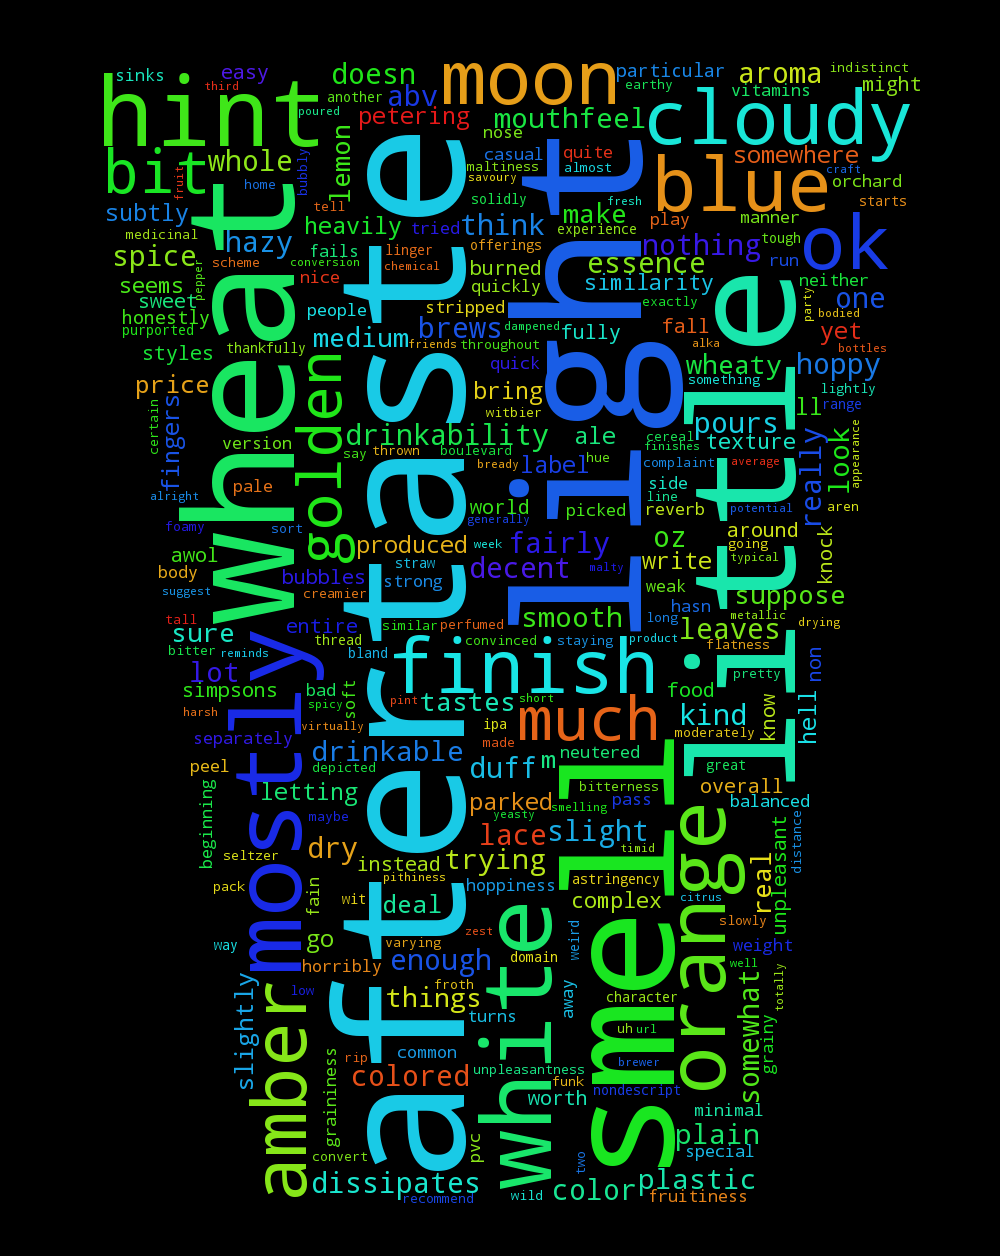 sinks
easy
third
hint
poured
another
doesn
abv
petering
moon
particular
earthy
aroma
vitamins
indistinct
might
cloudy
mouthfeel
nose
casual
quite
almost
maltiness
savoury
solidly
fresh
bit
whole
home
fruit
bubbly
lemon
aftertaste
light
blue
somewhere
craft
orchard
starts
subtly
medicinal
hazy
scheme
spice
seems
sweet
pepper
honestly
purported
styles
thankfully
wheat
tell
heavily
fails
conversion
nice
people
medium
tried
linger
chemical
think
offerings
burned
quickly
stripped
brews
dampened
friends
throughout
make
experience
essence
similarity
fully
exactly
play
nothing
manner
tough
run
ok
neither
one
party
bodied
yet
bottles
fall
alka
little
wheaty
hoppy
something
lightly
price
certain
fingers
version
pale
alright
foamy
sort
golden
drinkability
say
thrown
boulevard
quick
bring
witbier
ale
hue
cereal
finishes
bready
label
complaint
pours
texture
average
ll
range
really
look
appearance
world
generally
picked
side
line
reverb
potential
aren
around
going
typical
knock
awol
body
suggest
tall
sure
bitter
reminds
produced
week
straw
strong
bubbles
creamier
fairly
decent
malty
oz
write
weak
hasn
suppose
metallic
drying
entire
thread
similar
perfumed
smooth
long
product
leaves
flatness
lot
simpsons
harsh
separately
mostly
bland
convinced
staying
finish
pretty
non
hell
bad
spicy
virtually
soft
pint
tastes
short
ipa
made
much
food
kind
know
moderately
peel
beginning
letting
drinkable
depicted
maybe
duff
m
neutered
bitterness
pass
great
overall
balanced
distance
seltzer
pack
way
dry
instead
pithiness
parked
yeasty
smelling
lace
slight
timid
trying
hoppiness
astringency
complex
citrus
smell
orange
real
unpleasant
slowly
weight
well
totally
fain
wit
deal
zest
varying
go
horribly
low
enough
froth
things
turns
domain
weird
away
white
character
uh
url
brewer
nondescript
somewhat
grainy
slightly
amber
rip
common
colored
graininess
convert
unpleasantness
funk
worth
minimal
plain
special
dissipates
recommend
pvc
wild
two
color
plastic
fruitiness